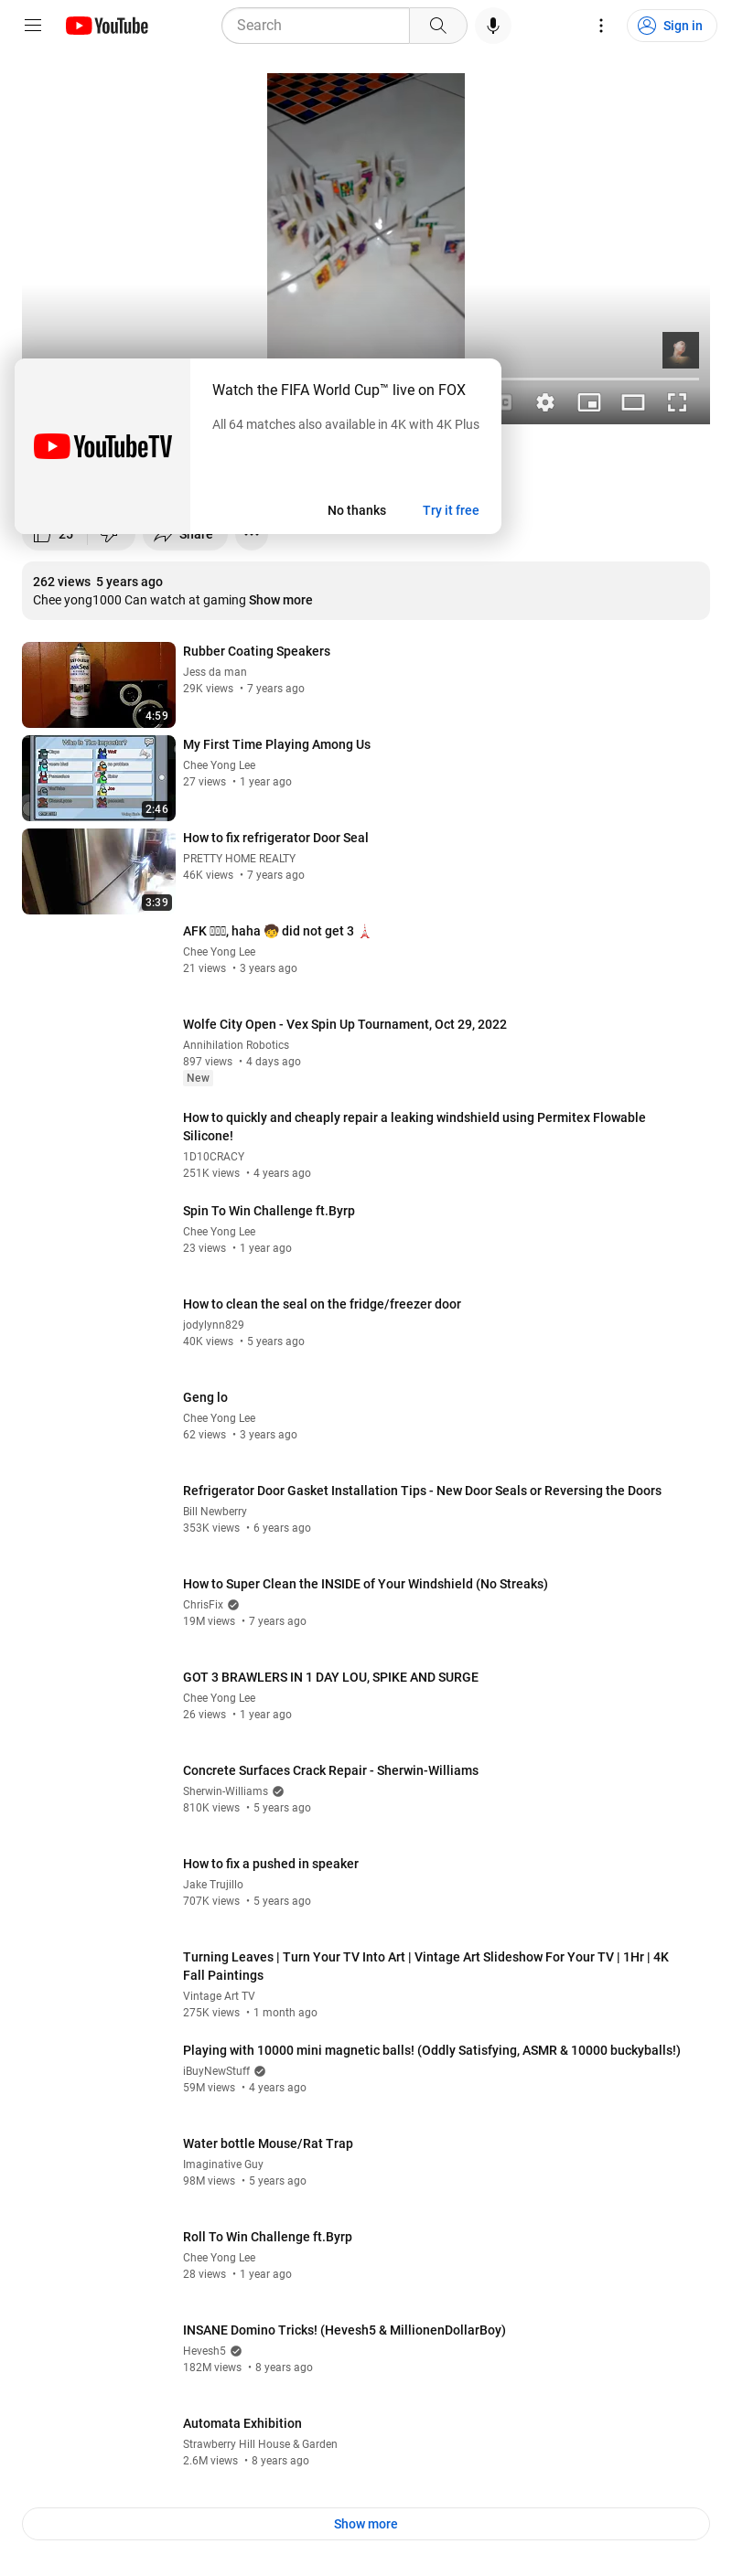 YouTube
Search
Sign in
Watch the FIFA World Cup™ live on FOX
All 64 matches also available in 4K with 4K Plus
YouTubeTV
No thanks
Try it free
25
Share
262 views 5 years ago
Chee yong1000 Can watch at gaming Show more
Rubber Coating Speakers
Jess da man
29K views • 7 years ago
4:59
My First Time Playing Among Us
Chee Yong Lee
27 views • 1 year ago
Who Is The Impostor?
2:46
How to fix refrigerator Door Seal
PRETTY HOME REALTY
46K views • 7 years ago
3:39
AFK , haha 🧒 did not get 3 🗼
Chee Yong Lee
21 views • 3 years ago
Wolfe City Open - Vex Spin Up Tournament, Oct 29, 2022
Annihilation Robotics
897 views • 4 days ago
New
How to quickly and cheaply repair a leaking windshield using Permitex Flowable
Silicone!
1D10CRACY
251K views • 4 years ago
Spin To Win Challenge ft.Byrp
Chee Yong Lee
23 views • 1 year ago
How to clean the seal on the fridge/freezer door
jodylynn829
40K views • 5 years ago
Geng lo
Chee Yong Lee
62 views • 3 years ago
Refrigerator Door Gasket Installation Tips - New Door Seals or Reversing the Doors
Bill Newberry
353K views • 6 years ago
How to Super Clean the INSIDE of Your Windshield (No Streaks)
ChrisFix
19M views • 7 years ago
GOT 3 BRAWLERS IN 1 DAY LOU, SPIKE AND SURGE
Chee Yong Lee
26 views • 1 year ago
Concrete Surfaces Crack Repair - Sherwin-Williams
Sherwin-Williams
810K views • 5 years ago
How to fix a pushed in speaker
Jake Trujillo
707K views • 5 years ago
Turning Leaves | Turn Your TV Into Art | Vintage Art Slideshow For Your TV | 1Hr | 4K
Fall Paintings
Vintage Art TV
275K views • 1 month ago
Playing with 10000 mini magnetic balls! (Oddly Satisfying, ASMR & 10000 buckyballs!)
iBuyNewStuff
59M views • 4 years ago
Water bottle Mouse/Rat Trap
Imaginative Guy
98M views • 5 years ago
Roll To Win Challenge ft.Byrp
Chee Yong Lee
28 views • 1 year ago
INSANE Domino Tricks! (Hevesh5 & MillionenDollarBoy)
Hevesh5
182M views • 8 years ago
Automata Exhibition
Strawberry Hill House & Garden
2.6M views • 8 years ago
Show more